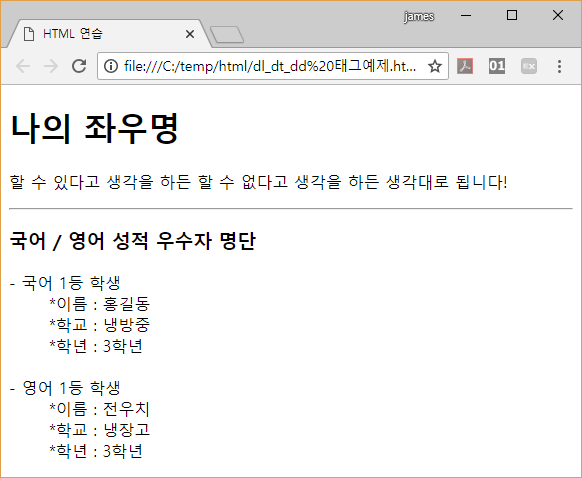 james
HTML 연습
file:///C:/temp/html/dl_dt_dd%20태그예제.ht...
01
나의 좌우명
할 수 있다고 생각을 하든 할 수 없다고 생각을 하든 생각대로 됩니다!
국어 / 영어 성적 우수자 명단
- 국어 1등 학생
*이름 : 홍길동
*학교 : 냉방중
*학년 : 3학년
- 영어 1등 학생
*이름 : 전우치
*학교 : 냉장고
*학년 : 3학년